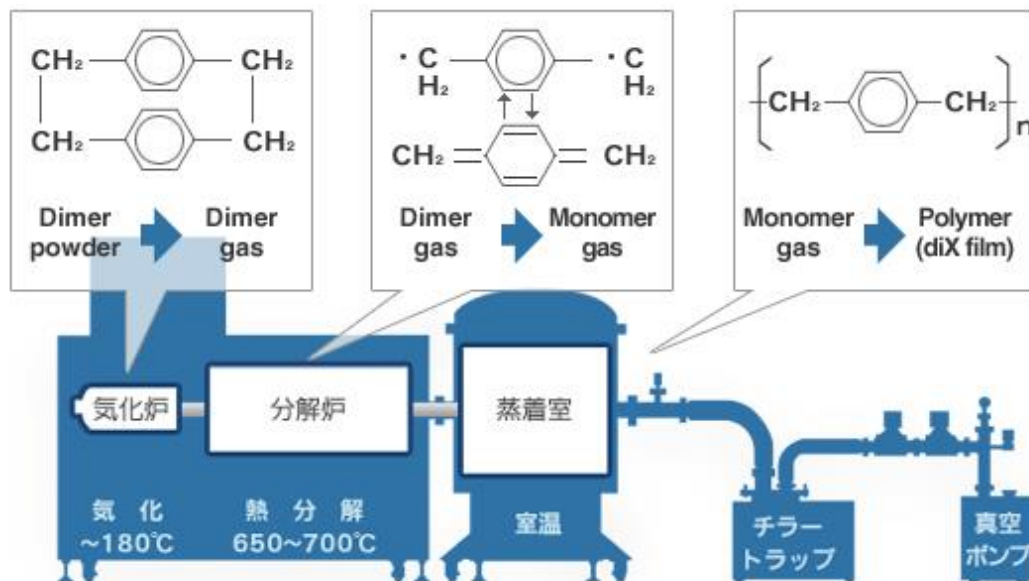 CH₂ CH₂
CH₂ CH₂
Dimer powder Dimer gas
· C H₂ · C H₂
CH₂ CH₂
Dimer gas Monomer gas
CH₂ CH₂ n
Monomer gas Polymer (diX film)
気化炉
分解炉
蒸着室
気化
～180℃
熱分解
650～700℃
室温
チラー
トラップ
真空
ポンプ